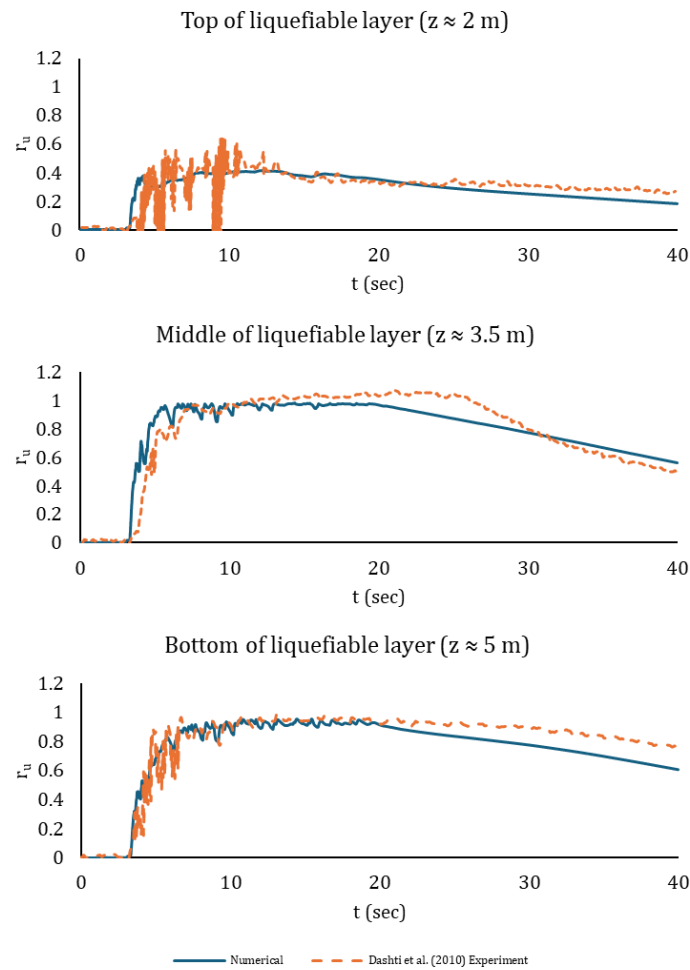 Top of liquefiable layer (z ≈ 2 m)
1.2
1
0.8
0.6
0.4
0.2
0
r_u
0 10 20 30 40
t (sec)
Middle of liquefiable layer (z ≈ 3.5 m)
1.2
1
0.8
0.6
0.4
0.2
0
r_u
0 10 20 30 40
t (sec)
Bottom of liquefiable layer (z ≈ 5 m)
1.2
1
0.8
0.6
0.4
0.2
0
r_u
0 10 20 30 40
t (sec)
Numerical Dashti et al. (2010) Experiment